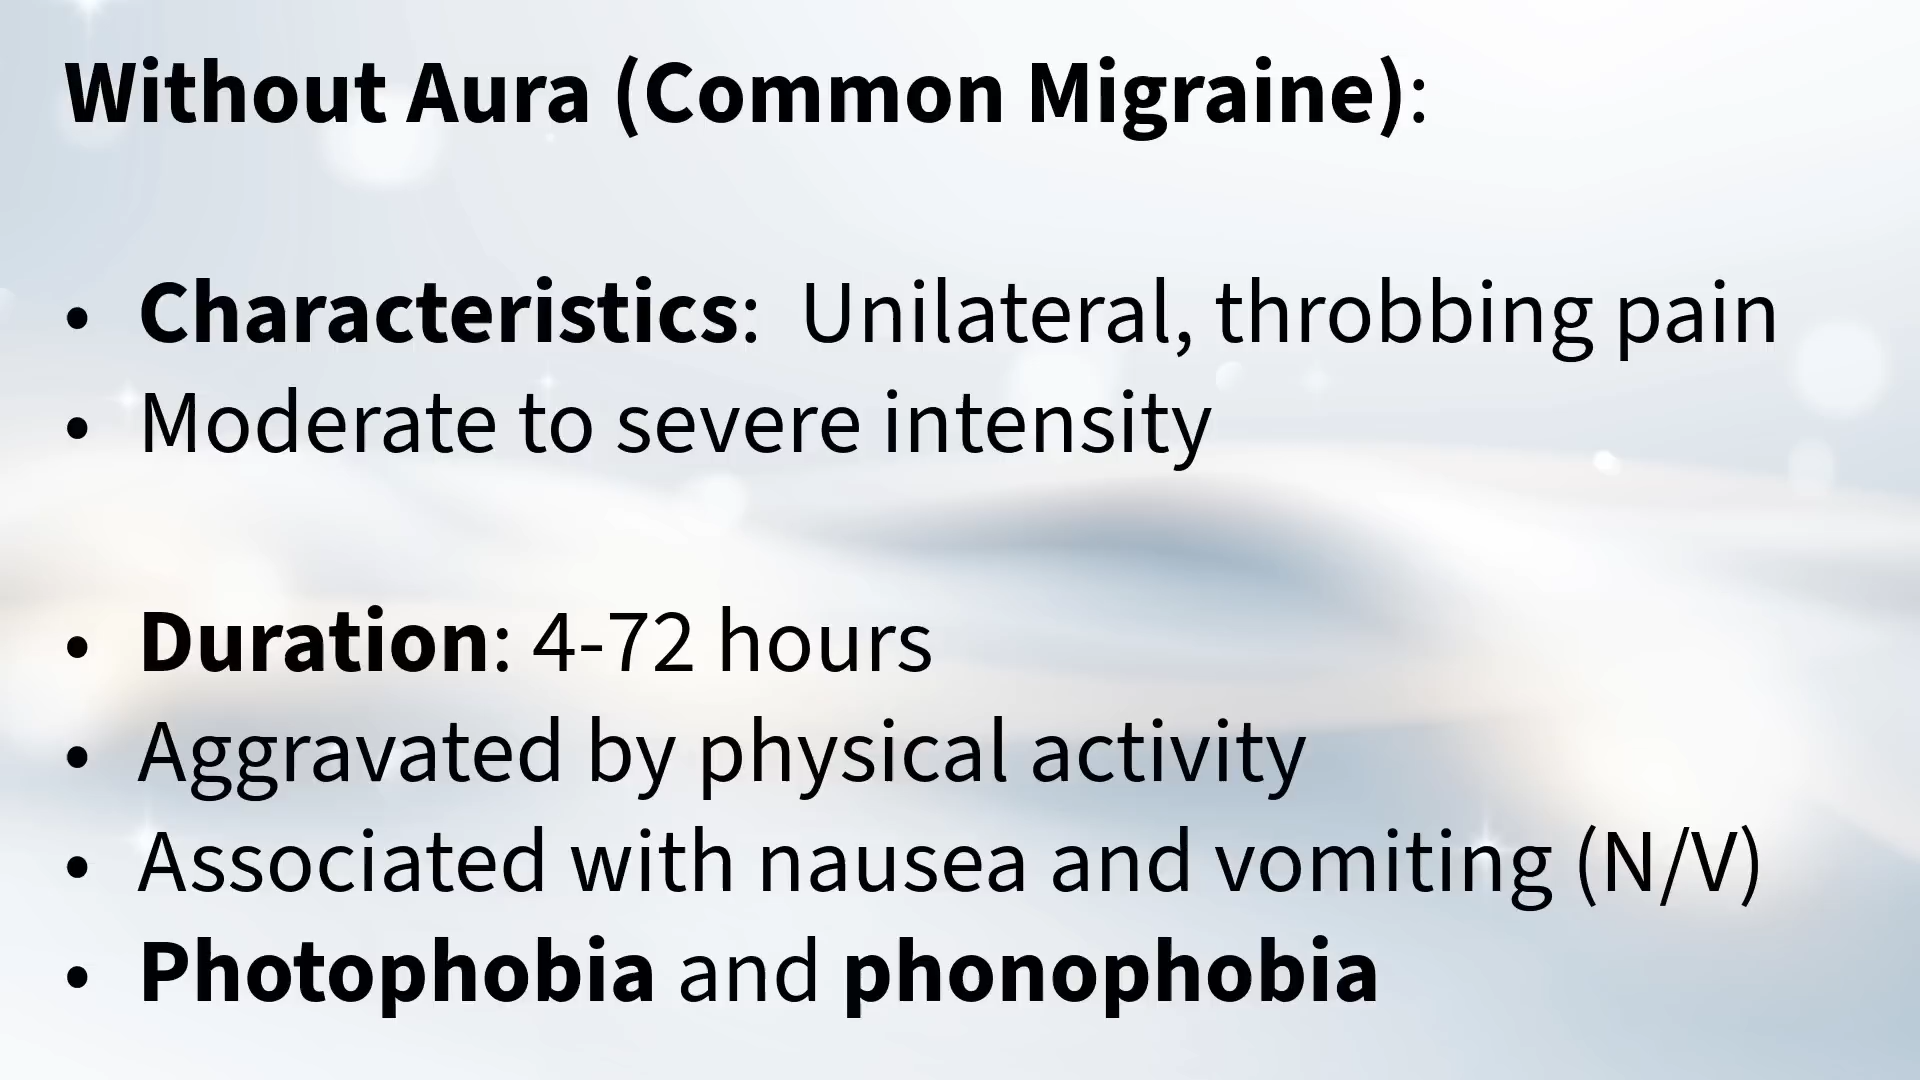 Without Aura (Common Migraine):
• Characteristics: Unilateral, throbbing pain
• Moderate to severe intensity
• Duration: 4-72 hours
• Aggravated by physical activity
• Associated with nausea and vomiting (N/V)
• Photophobia and phonophobia